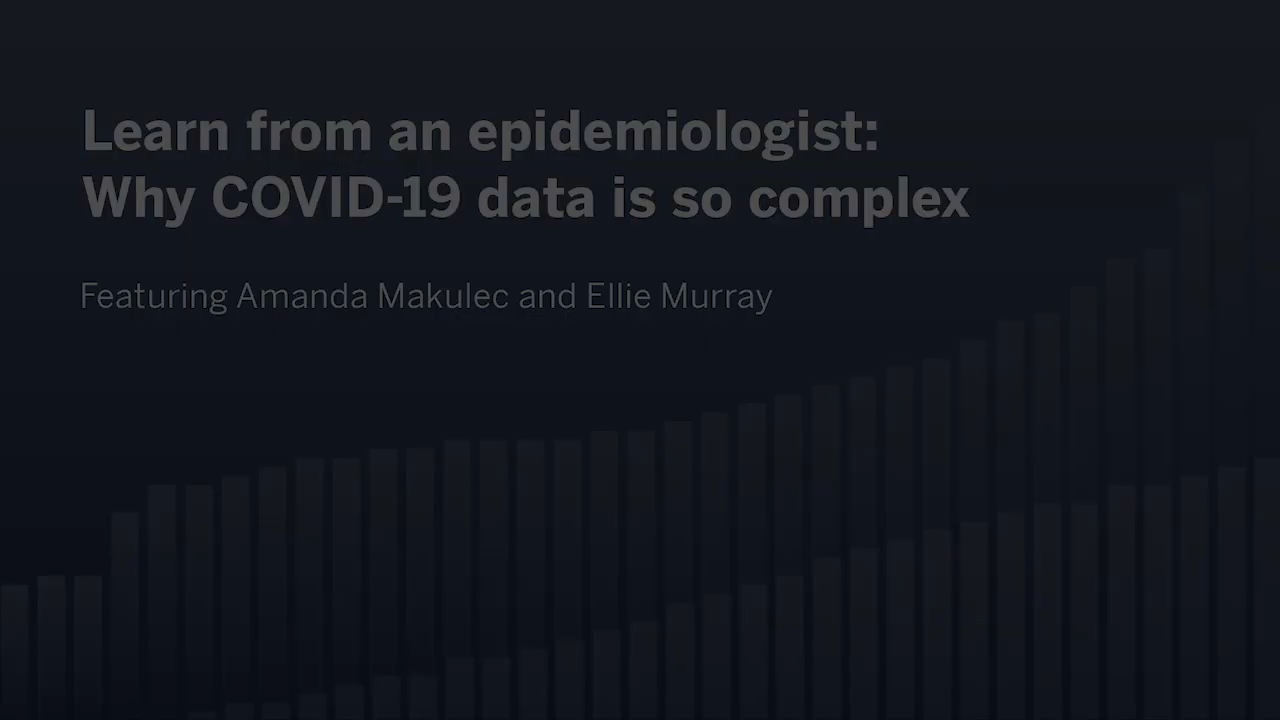 Learn from an epidemiologist:
Why COVID-19 data is so complex
Featuring Amanda Makulec and Ellie Murray